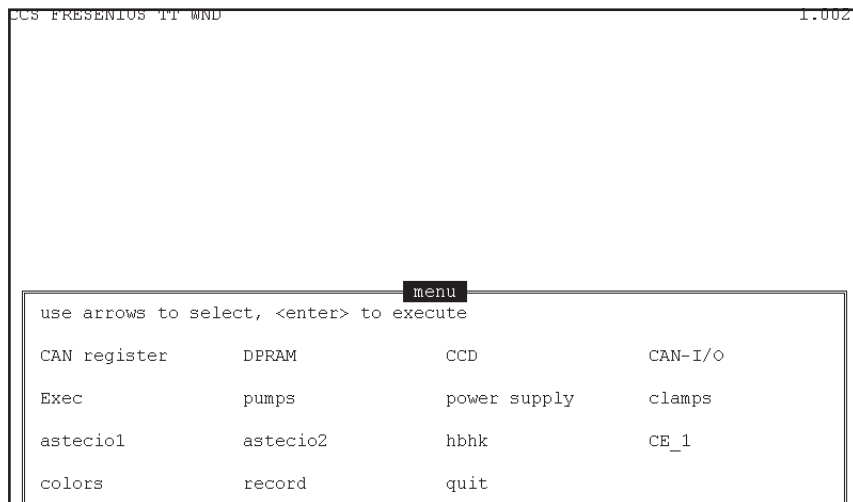 CCS FRESENIUS TT WND 1.002
menu
use arrows to select, <enter> to execute
CAN register DPRAM CCD CAN-I/O
Exec pumps power supply clamps
astecio1 astecio2 hbhk CE_1
colors record quit